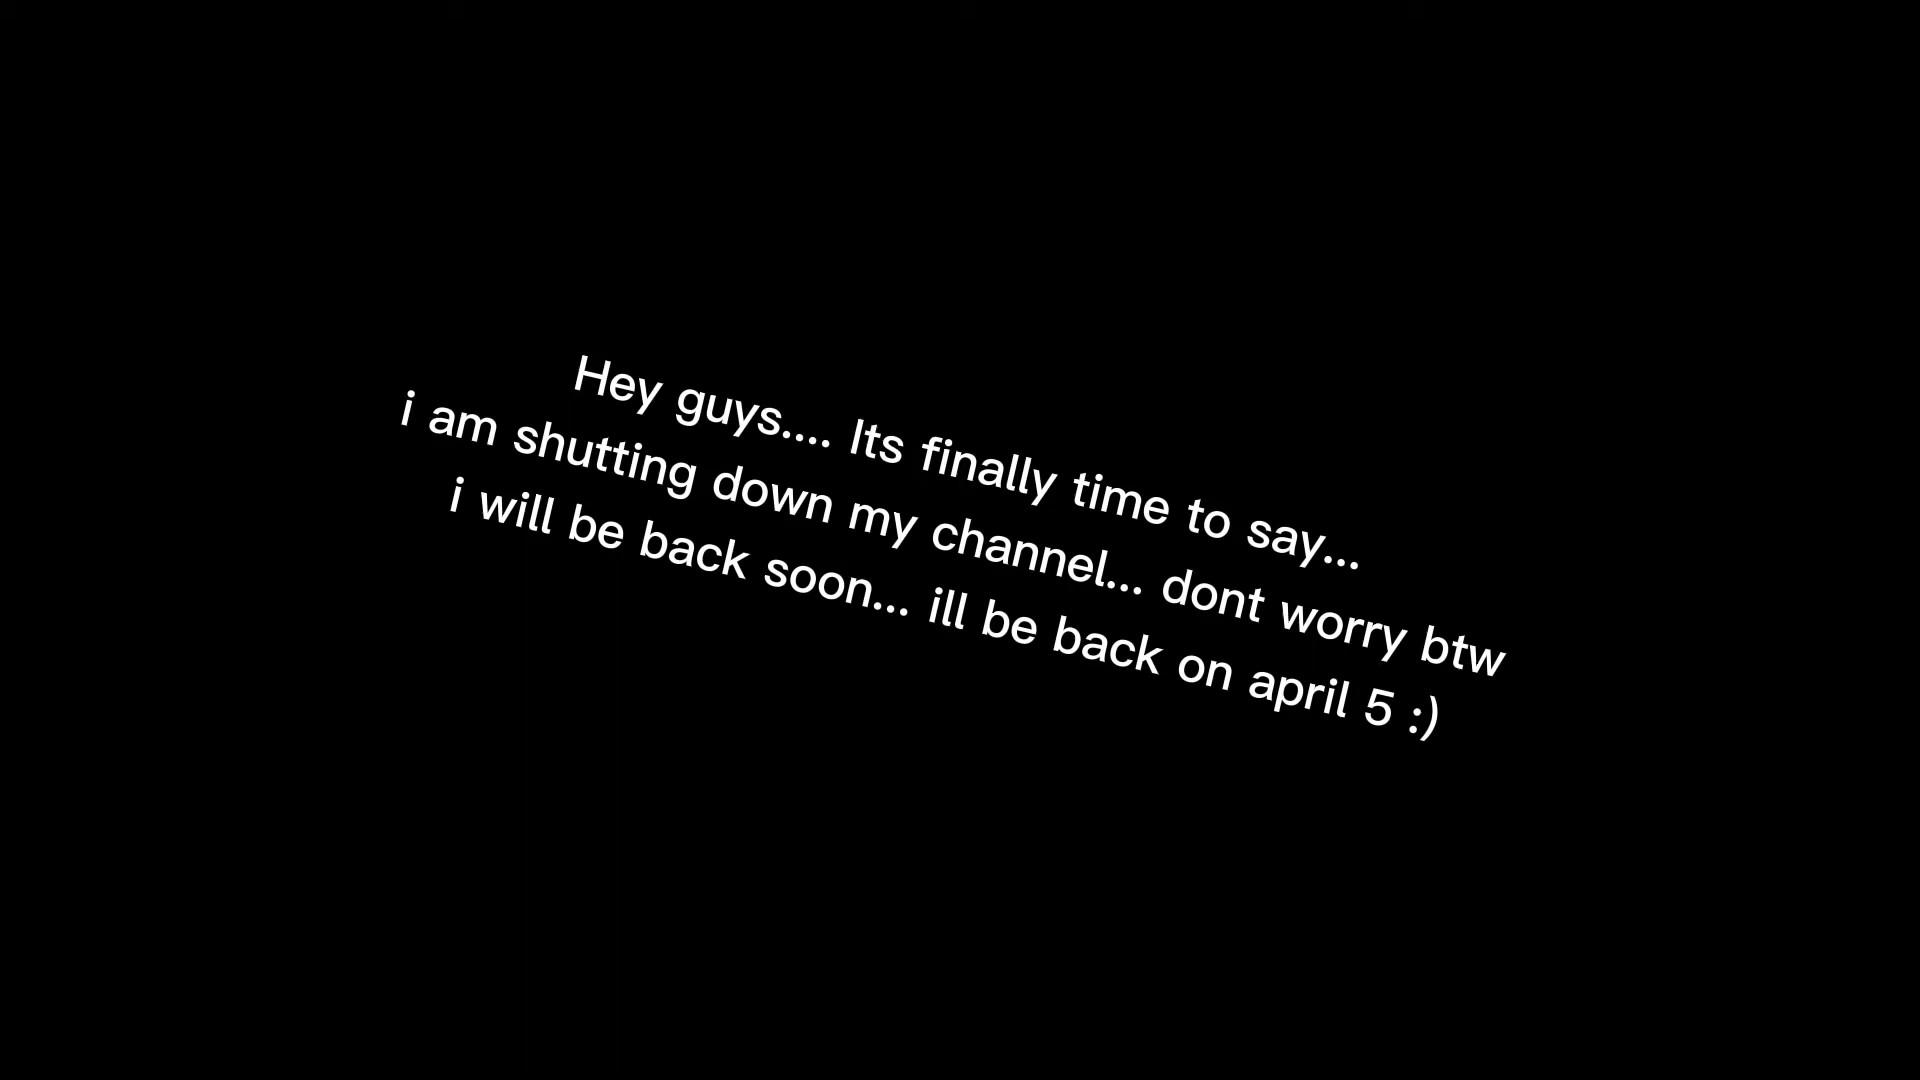 Hey guys.... Its finally time to say...
i am shutting down my channel... dont worry btw
i will be back soon... ill be back on april 5 :)